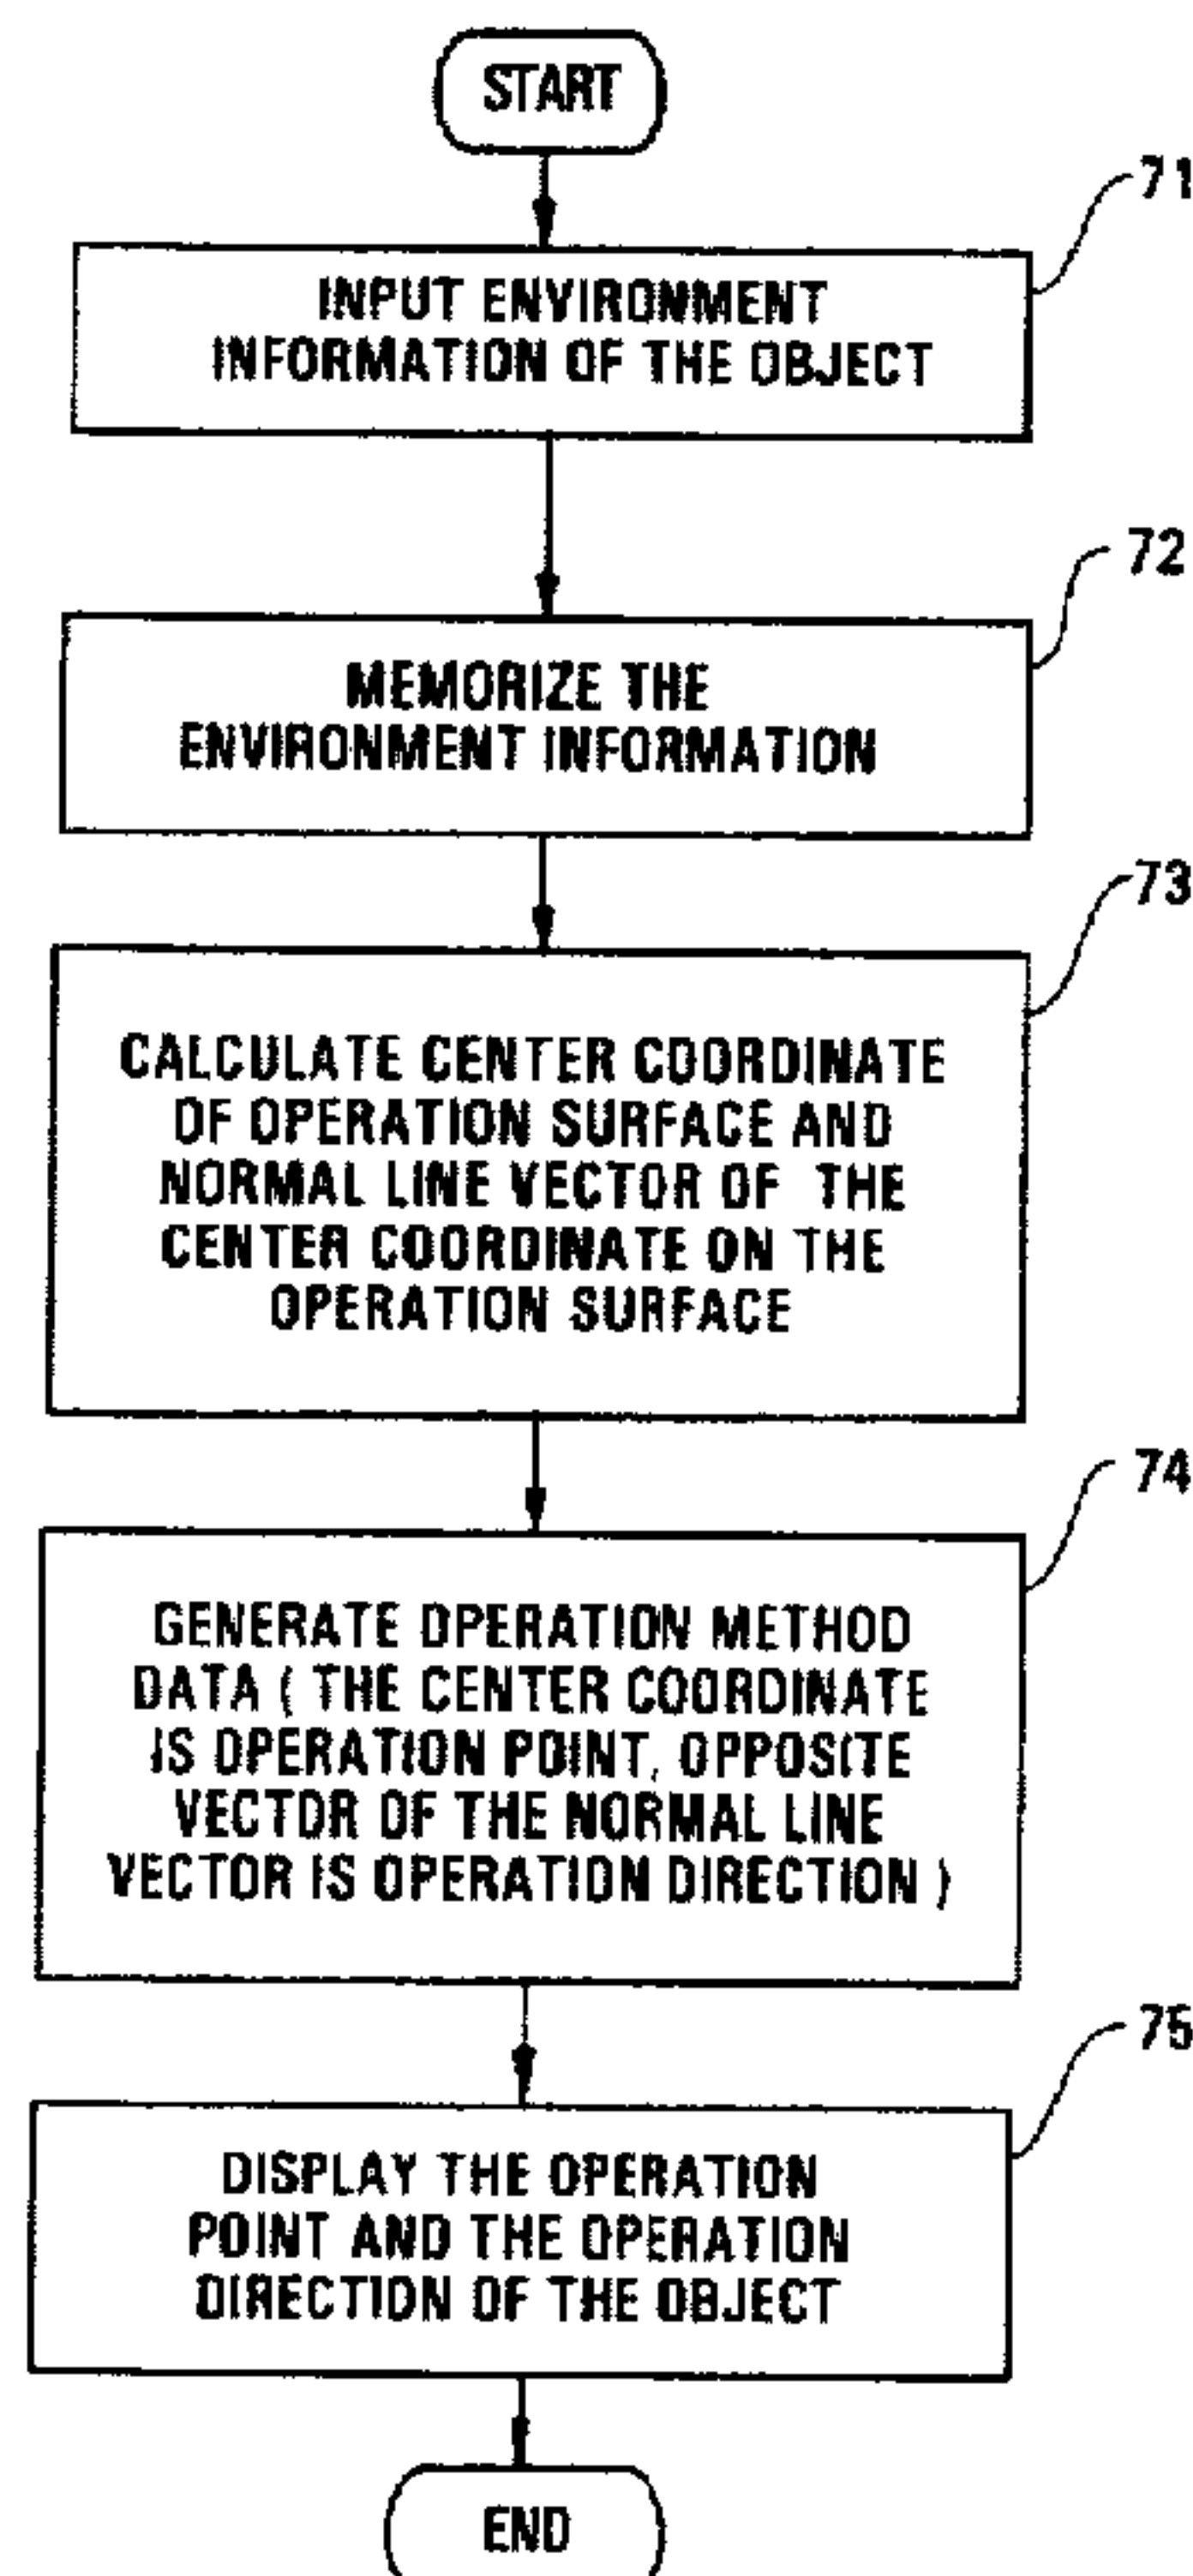 START
71
INPUT ENVIRONMENT
INFORMATION OF THE OBJECT
72
MEMORIZE THE
ENVIRONMENT INFORMATION
73
CALCULATE CENTER COORDINATE
OF OPERATION SURFACE AND
NORMAL LINE VECTOR OF THE
CENTER COORDINATE ON THE
OPERATION SURFACE
74
GENERATE OPERATION METHOD
DATA ( THE CENTER COORDINATE
IS OPERATION POINT, OPPOSITE
VECTOR OF THE NORMAL LINE
VECTOR IS OPERATION DIRECTION )
75
DISPLAY THE OPERATION
POINT AND THE OPERATION
DIRECTION OF THE OBJECT
END